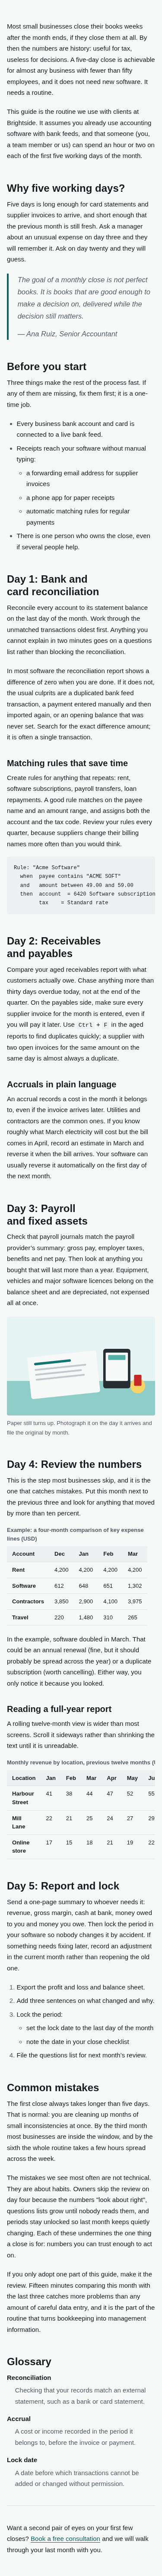 Most small businesses close their books weeks
after the month ends, if they close them at all. By
then the numbers are history: useful for tax,
useless for decisions. A five-day close is achievable
for almost any business with fewer than fifty
employees, and it does not need new software. It
needs a routine.
This guide is the routine we use with clients at
Brightside. It assumes you already use accounting
software with bank feeds, and that someone (you,
a team member or us) can spend an hour or two on
each of the first five working days of the month.
Why five working days?
Five days is long enough for card statements and
supplier invoices to arrive, and short enough that
the previous month is still fresh. Ask a manager
about an unusual expense on day three and they
will remember it. Ask on day twenty and they will
guess.
The goal of a monthly close is not perfect
books. It is books that are good enough to
make a decision on, delivered while the
decision still matters.
— Ana Ruiz, Senior Accountant
Before you start
Three things make the rest of the process fast. If
any of them are missing, fix them first; it is a one-
time job.
• Every business bank account and card is
connected to a live bank feed.
• Receipts reach your software without manual
typing:
◦ a forwarding email address for supplier
invoices
◦ a phone app for paper receipts
◦ automatic matching rules for regular
payments
• There is one person who owns the close, even
if several people help.
Day 1: Bank and
card reconciliation
Reconcile every account to its statement balance
on the last day of the month. Work through the
unmatched transactions oldest first. Anything you
cannot explain in two minutes goes on a questions
list rather than blocking the reconciliation.
In most software the reconciliation report shows a
difference of zero when you are done. If it does not,
the usual culprits are a duplicated bank feed
transaction, a payment entered manually and then
imported again, or an opening balance that was
never set. Search for the exact difference amount;
it is often a single transaction.
Matching rules that save time
Create rules for anything that repeats: rent,
software subscriptions, payroll transfers, loan
repayments. A good rule matches on the payee
name and an amount range, and assigns both the
account and the tax code. Review your rules every
quarter, because suppliers change their billing
names more often than you would think.
Rule: "Acme Software"
when payee contains "ACME SOFT"
and amount between 40.00 and 59.00
then account = 6420 Software subscription
tax = Standard rate
Day 2: Receivables
and payables
Compare your aged receivables report with what
customers actually owe. Chase anything more than
thirty days overdue today, not at the end of the
quarter. On the payables side, make sure every
supplier invoice for the month is entered, even if
you will pay it later. Use Ctrl + F in the aged
reports to find duplicates quickly; a supplier with
two open invoices for the same amount on the
same day is almost always a duplicate.
Accruals in plain language
An accrual records a cost in the month it belongs
to, even if the invoice arrives later. Utilities and
contractors are the common ones. If you know
roughly what March electricity will cost but the bill
comes in April, record an estimate in March and
reverse it when the bill arrives. Your software can
usually reverse it automatically on the first day of
the next month.
Day 3: Payroll
and fixed assets
Check that payroll journals match the payroll
provider's summary: gross pay, employer taxes,
benefits and net pay. Then look at anything you
bought that will last more than a year. Equipment,
vehicles and major software licences belong on the
balance sheet and are depreciated, not expensed
all at once.
Paper still turns up. Photograph it on the day it arrives and
file the original by month.
Day 4: Review the numbers
This is the step most businesses skip, and it is the
one that catches mistakes. Put this month next to
the previous three and look for anything that moved
by more than ten percent.
Example: a four-month comparison of key expense
lines (USD)
Account Dec Jan Feb Mar
Rent 4,200 4,200 4,200 4,200
Software 612 648 651 1,302
Contractors 3,850 2,900 4,100 3,975
Travel 220 1,480 310 265
In the example, software doubled in March. That
could be an annual renewal (fine, but it should
probably be spread across the year) or a duplicate
subscription (worth cancelling). Either way, you
only notice it because you looked.
Reading a full-year report
A rolling twelve-month view is wider than most
screens. Scroll it sideways rather than shrinking the
text until it is unreadable.
Monthly revenue by location, previous twelve months
Location Jan Feb Mar Apr May
Harbour 41 38 44 47 52 55
Street
Mill 22 21 25 24 27 29
Lane
Online 17 15 18 21 19 22
store
Day 5: Report and lock
Send a one-page summary to whoever needs it:
revenue, gross margin, cash at bank, money owed
to you and money you owe. Then lock the period in
your software so nobody changes it by accident. If
something needs fixing later, record an adjustment
in the current month rather than reopening the old
one.
1. Export the profit and loss and balance sheet.
2. Add three sentences on what changed and why.
3. Lock the period:
◦ set the lock date to the last day of the month
◦ note the date in your close checklist
4. File the questions list for next month's review.
Common mistakes
The first close always takes longer than five days.
That is normal: you are cleaning up months of
small inconsistencies at once. By the third month
most businesses are inside the window, and by the
sixth the whole routine takes a few hours spread
across the week.
The mistakes we see most often are not technical.
They are about habits. Owners skip the review on
day four because the numbers "look about right",
questions lists grow until nobody reads them, and
periods stay unlocked so last month keeps quietly
changing. Each of these undermines the one thing
a close is for: numbers you can trust enough to act
on.
If you only adopt one part of this guide, make it the
review. Fifteen minutes comparing this month with
the last three catches more problems than any
amount of careful data entry, and it is the part of the
routine that turns bookkeeping into management
information.
Glossary
Reconciliation
Checking that your records match an external
statement, such as a bank or card statement.
Accrual
A cost or income recorded in the period it
belongs to, before the invoice or payment.
Lock date
A date before which transactions cannot be
added or changed without permission.
Want a second pair of eyes on your first few
closes? Book a free consultation and we will walk
through your last month with you.